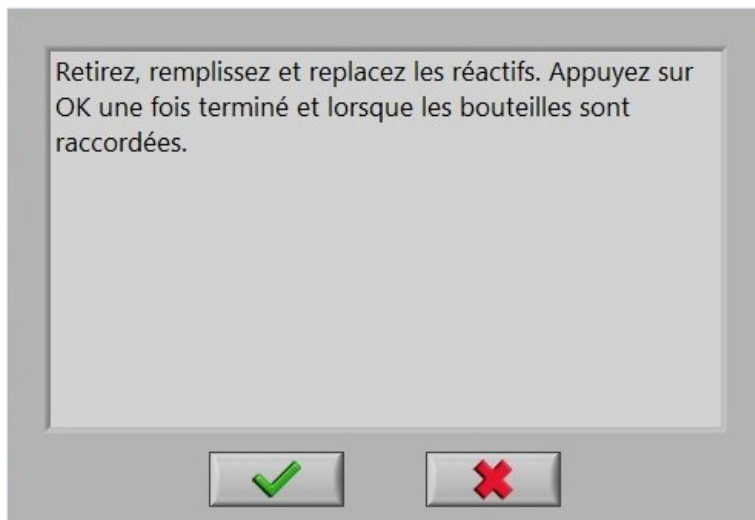 Retirez, remplissez et replacez les réactifs. Appuyez sur
OK une fois terminé et lorsque les bouteilles sont
raccordées.